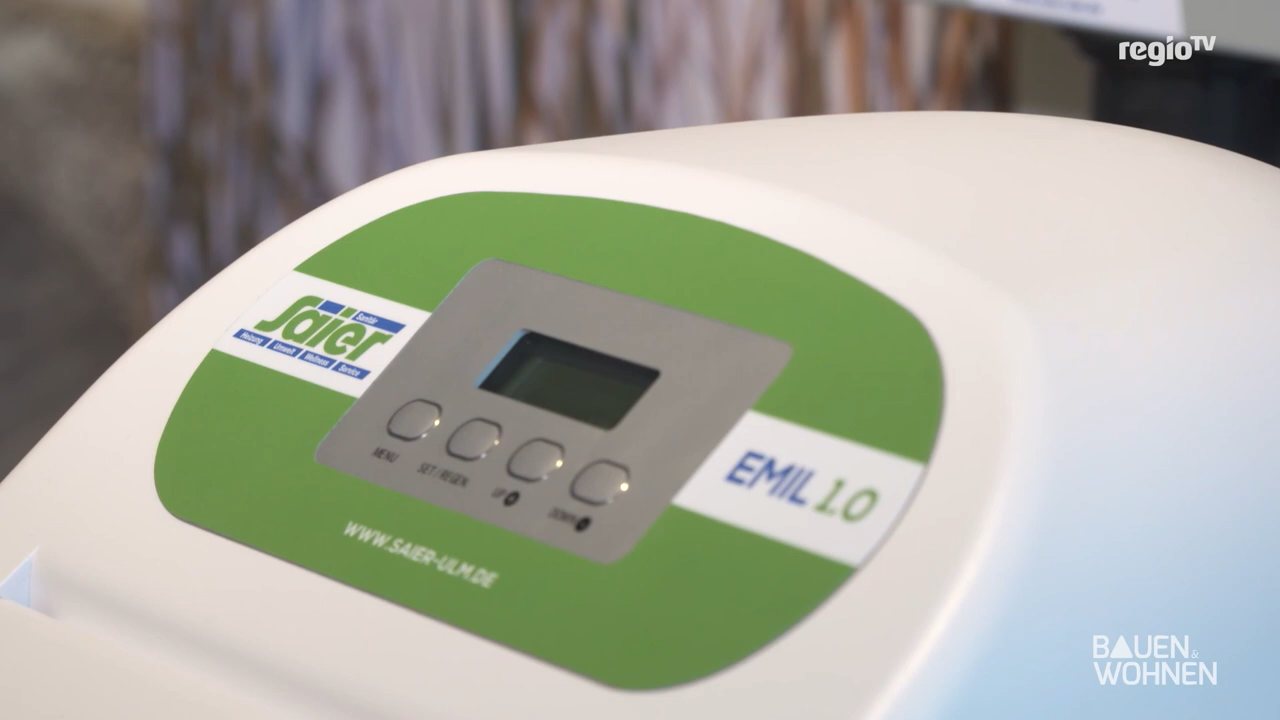 regioTV
Sanitär
Saier
Heizung Umwelt Wellness Service
MENU
SET / REGEN.
UP
DOWN
EMIL 1.0
WWW.SAIER-ULM.DE
BAUEN &
WOHNEN